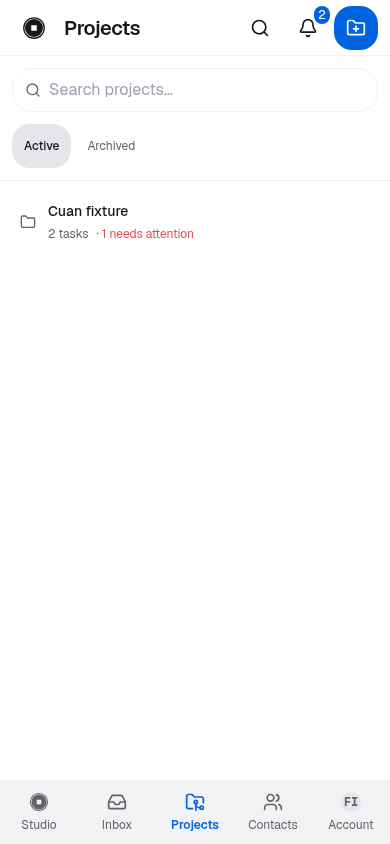 Projects
2
Search projects...
Active
Archived
Cuan fixture
2 tasks · 1 needs attention
Studio
Inbox
Projects
Contacts
FI
Account